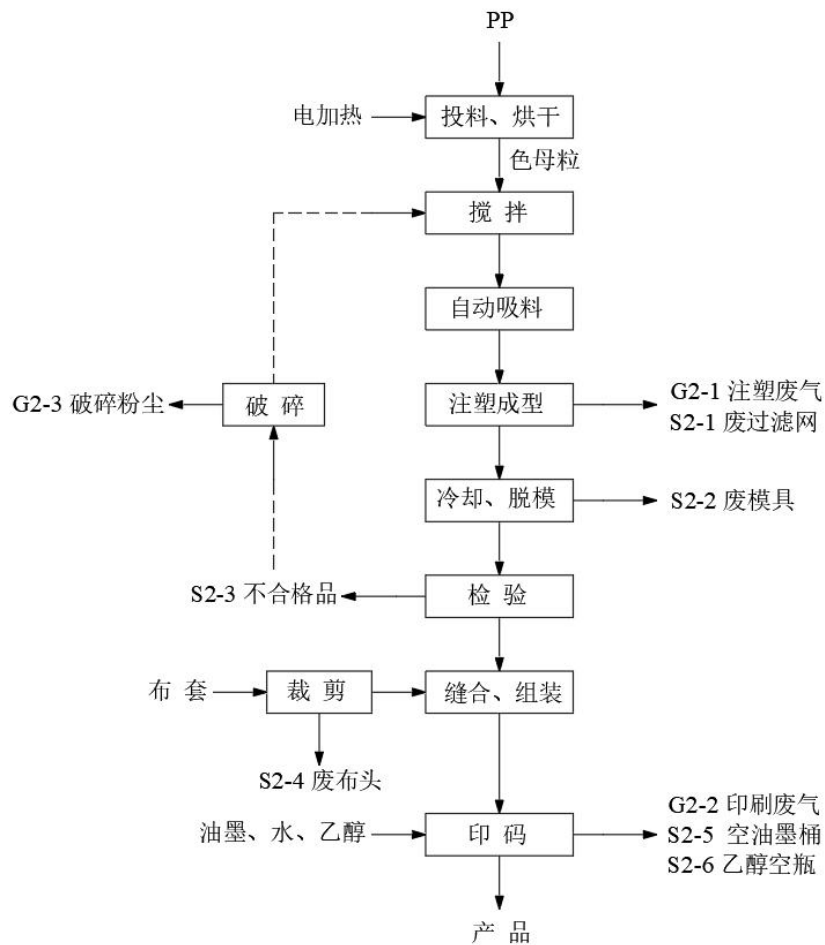 PP
电加热
投料、烘干
色母粒
搅 拌
自动吸料
G2-3 破碎粉尘
破 碎
注塑成型
G2-1 注塑废气
S2-1 废过滤网
冷却、脱模
S2-2 废模具
S2-3 不合格品
检 验
布 套
裁 剪
缝合、组装
S2-4 废布头
油墨、水、乙醇
印 码
G2-2 印刷废气
S2-5 空油墨桶
S2-6 乙醇空瓶
产 品